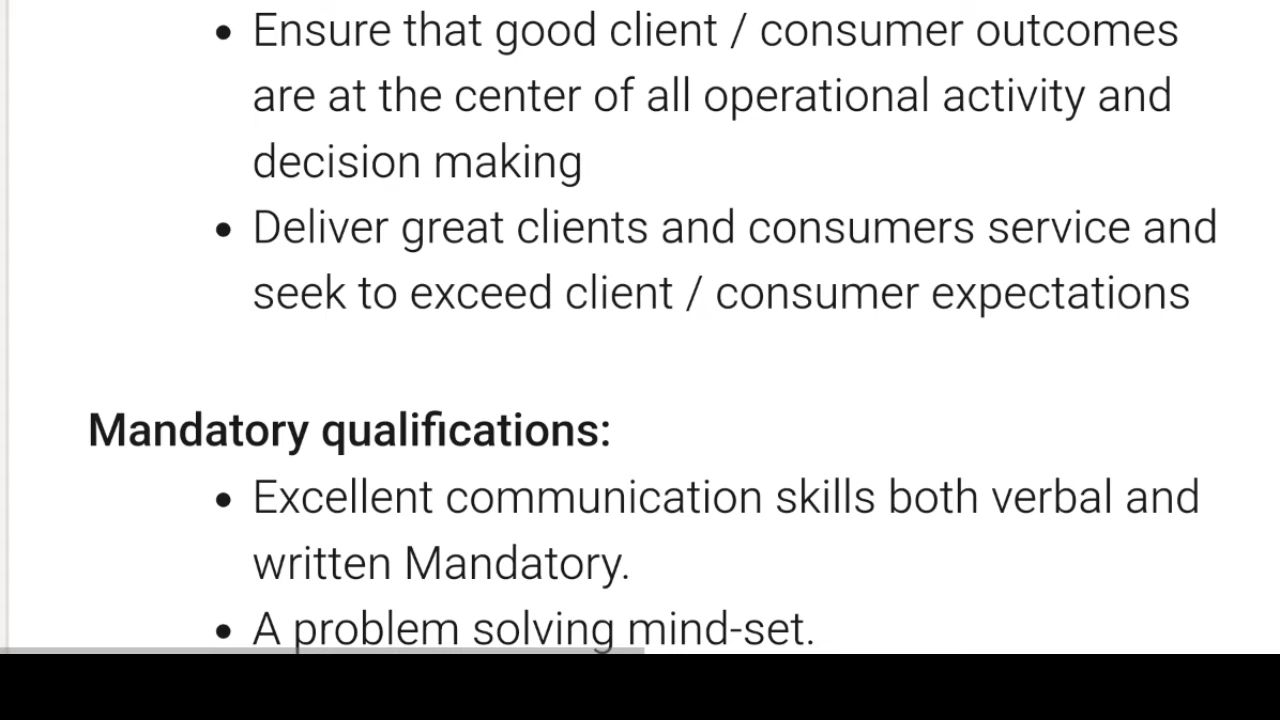 • Ensure that good client / consumer outcomes
are at the center of all operational activity and
decision making
• Deliver great clients and consumers service and
seek to exceed client / consumer expectations
Mandatory qualifications:
• Excellent communication skills both verbal and
written Mandatory.
• A problem solving mind-set.